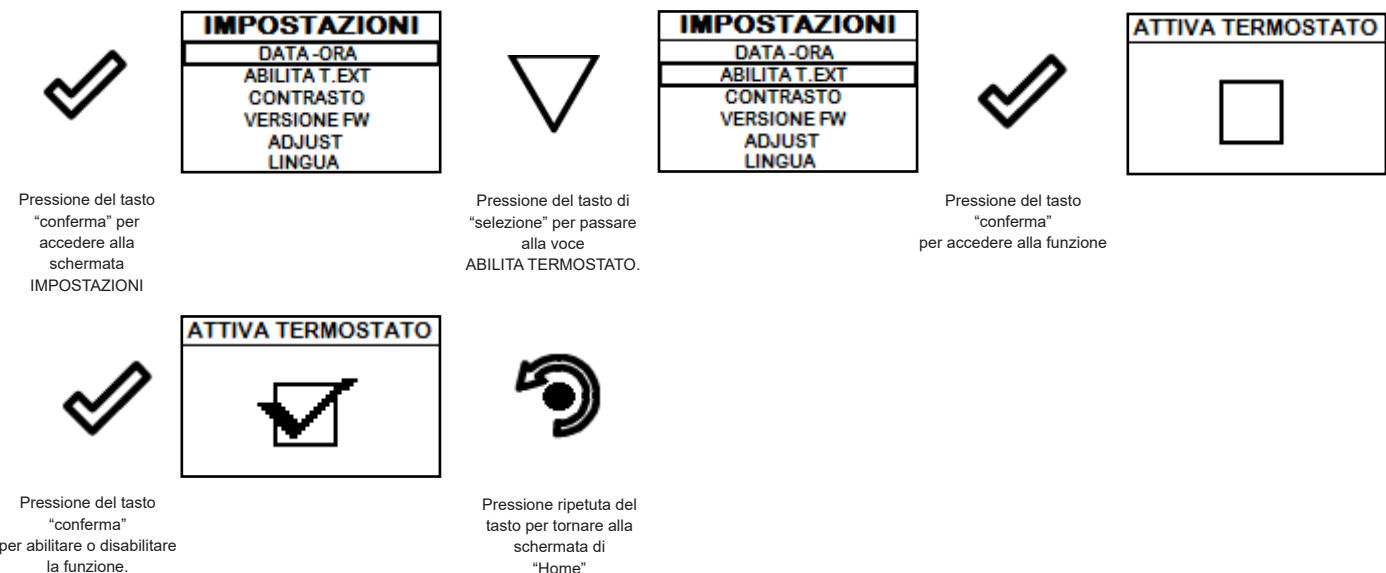 IMPOSTAZIONI
DATA-ORA
ABILITA T.EXT
CONTRASTO
VERSIONE FW
ADJUST
LINGUA
Pressione del tasto
“conferma” per
accedere alla
schermata
IMPOSTAZIONI
Pressione del tasto di
“selezione” per passare
alla voce
ABILITA TERMOSTATO.
IMPOSTAZIONI
DATA-ORA
ABILITA T.EXT
CONTRASTO
VERSIONE FW
ADJUST
LINGUA
Pressione del tasto
“conferma”
per accedere alla funzione
ATTIVA TERMOSTATO
Pressione del tasto
“conferma”
per abilitare o disabilitare
la funzione.
ATTIVA TERMOSTATO
Pressione ripetuta del
tasto per tornare alla
schermata di
“Home”